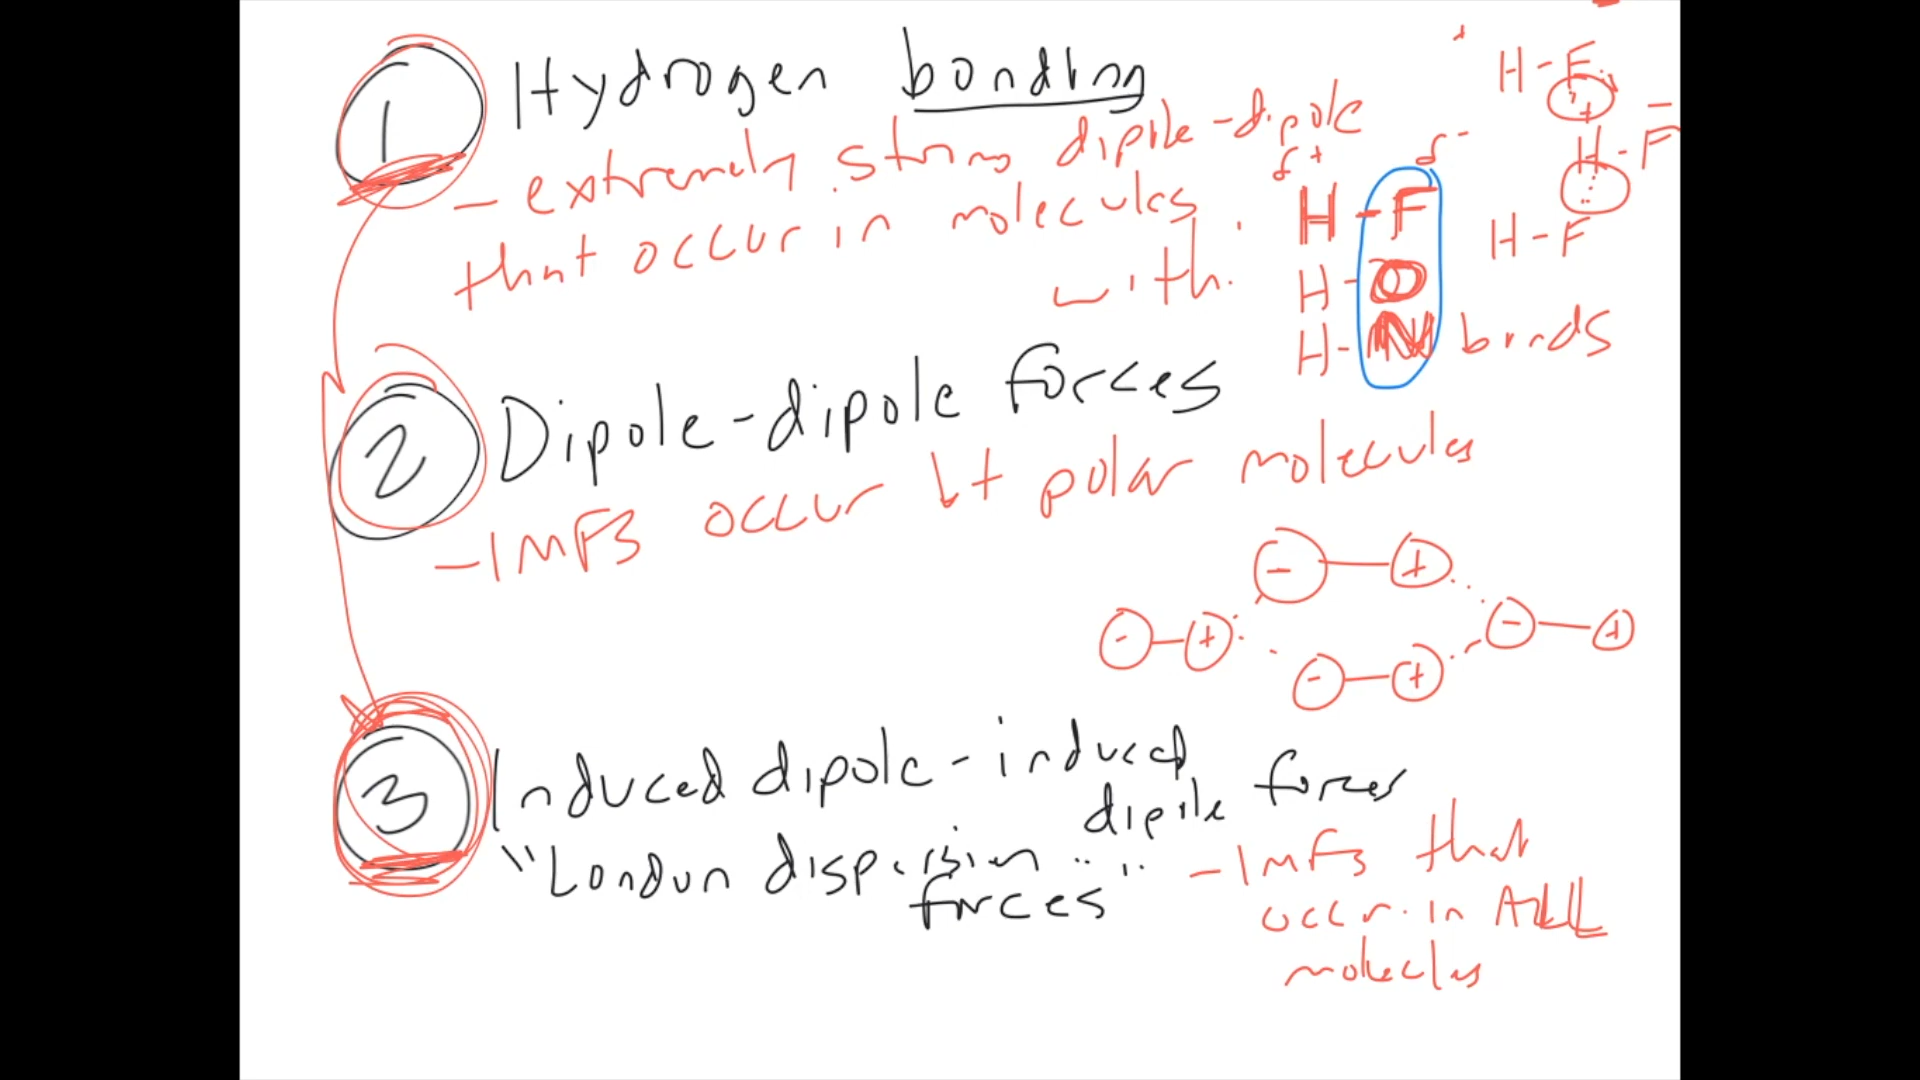 1 Hydrogen bonding
- extremely strong dipole-dipole
that occur in molecules
with:
δ+ δ-
H-F
H-O
H-N bonds
+
H-F
+ -
H-F
H-F
2 Dipole-dipole forces
- IMFs occur bt polar molecules
- +
- + - +
- +
3 Induced dipole-induced
dipole forces
"London dispersion
forces"
- IMFs that
occur in ALL
molecules